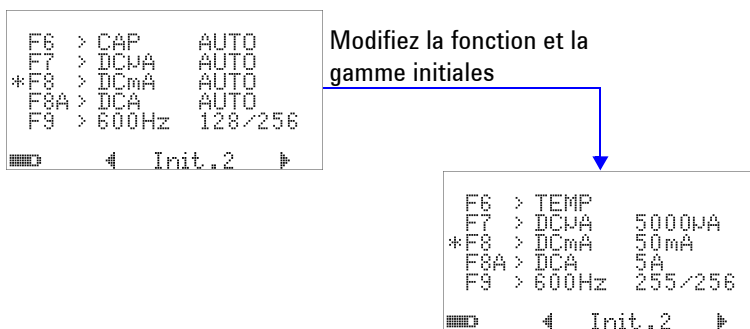 F6 > CAP AUTO
F7 > DCµA AUTO
*F8 > DCmA AUTO
F8A > DCA AUTO
F9 > 600Hz 128/256
Init.2
Modifiez la fonction et la
gamme initiales
F6 > TEMP
F7 > DCµA 5000µA
*F8 > DCmA 50mA
F8A > DCA 5A
F9 > 600Hz 255/256
Init.2